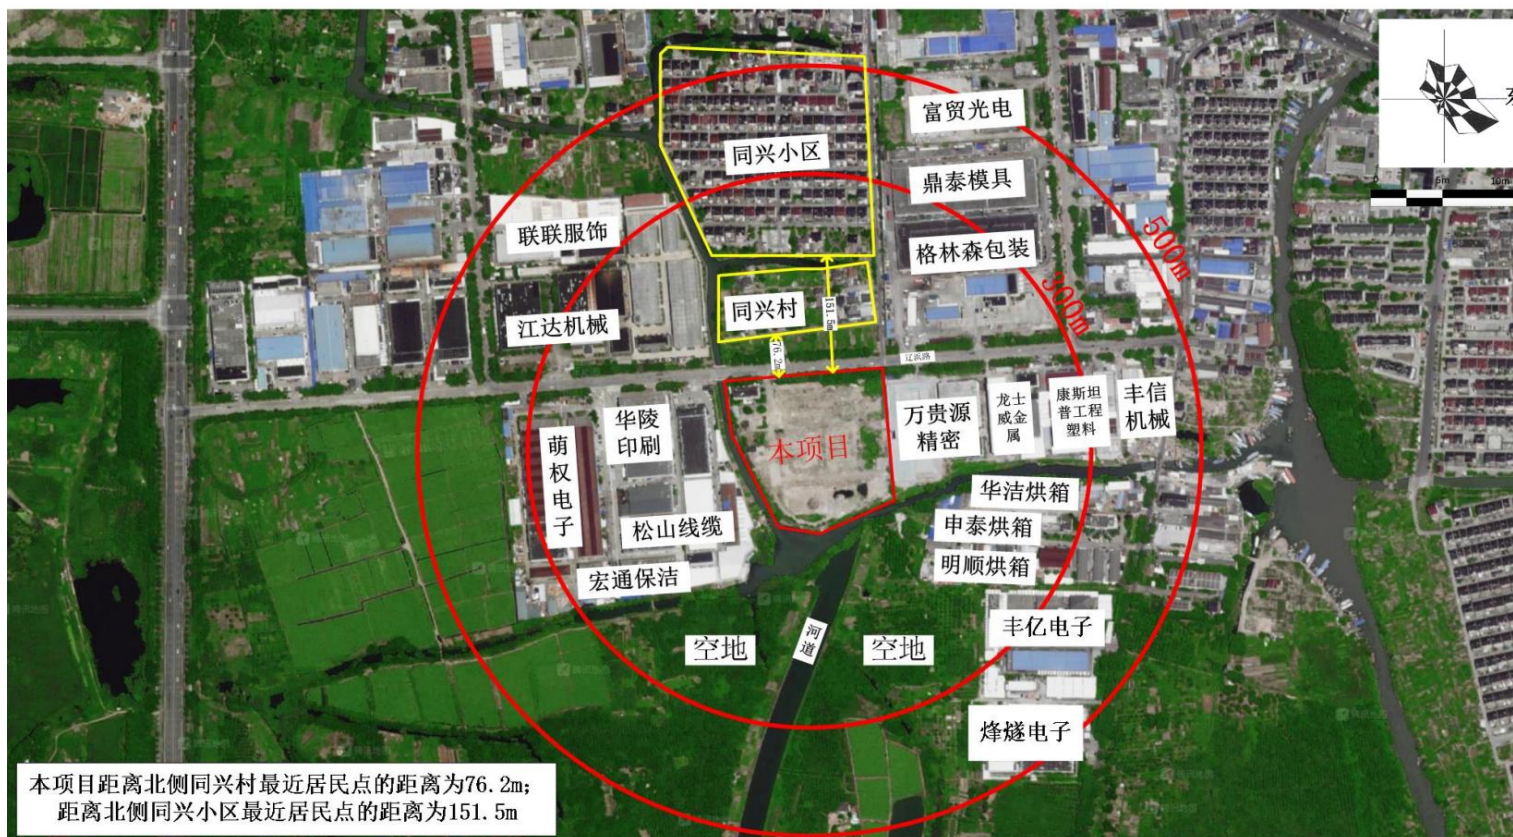 东
0 5m 10m
富贸光电
同兴小区
鼎泰模具
联联服饰
格林森包装
500m
300m
同兴村
151.5m
江达机械
76.2m
辽浜路
华陵
印刷
万贵源
精密
龙士
威金
属
康斯坦
普工程
塑料
丰信
机械
萌权电子
本项目
华洁烘箱
松山线缆
申泰烘箱
明顺烘箱
宏通保洁
丰亿电子
空地
河道
空地
烽燧电子
本项目距离北侧同兴村最近居民点的距离为76.2m;
距离北侧同兴小区最近居民点的距离为151.5m